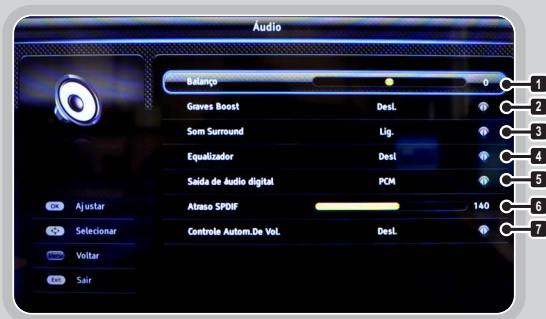 Áudio
Balanço 0 1
Graves Boost Desl. 2
Som Surround Lig. 3
Equalizador Desl 4
Saída de áudio digital PCM 5
OK Ajustar
Atraso SPDIF 140 6
Selecionar
Controle Autom.De Vol. Desl. 7
Menu Voltar
Exit Sair